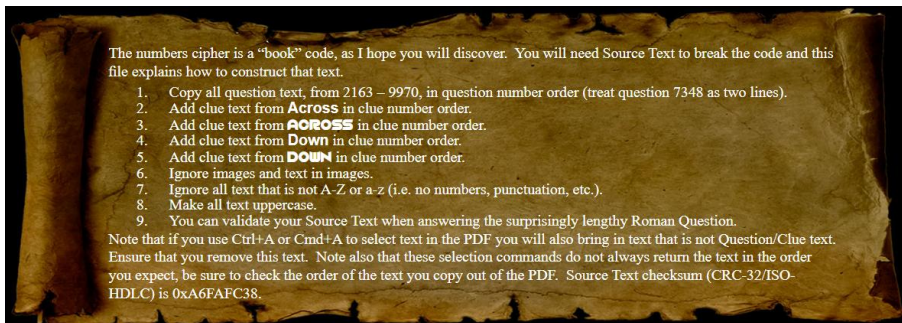 The numbers cipher is a “book” code, as I hope you will discover.  You will need Source Text to break the code and this
file explains how to construct that text.
1. Copy all question text, from 2163 – 9970, in question number order (treat question 7348 as two lines).
2. Add clue text from Across in clue number order.
3. Add clue text from ACROSS in clue number order.
4. Add clue text from Down in clue number order.
5. Add clue text from DOWN in clue number order.
6. Ignore images and text in images.
7. Ignore all text that is not A-Z or a-z (i.e. no numbers, punctuation, etc.).
8. Make all text uppercase.
9. You can validate your Source Text when answering the surprisingly lengthy Roman Question.
Note that if you use Ctrl+A or Cmd+A to select text in the PDF you will also bring in text that is not Question/Clue text.
Ensure that you remove this text.  Note also that these selection commands do not always return the text in the order
you expect, be sure to check the order of the text you copy out of the PDF.  Source Text checksum (CRC-32/ISO-
HDLC) is 0xA6FAFC38.